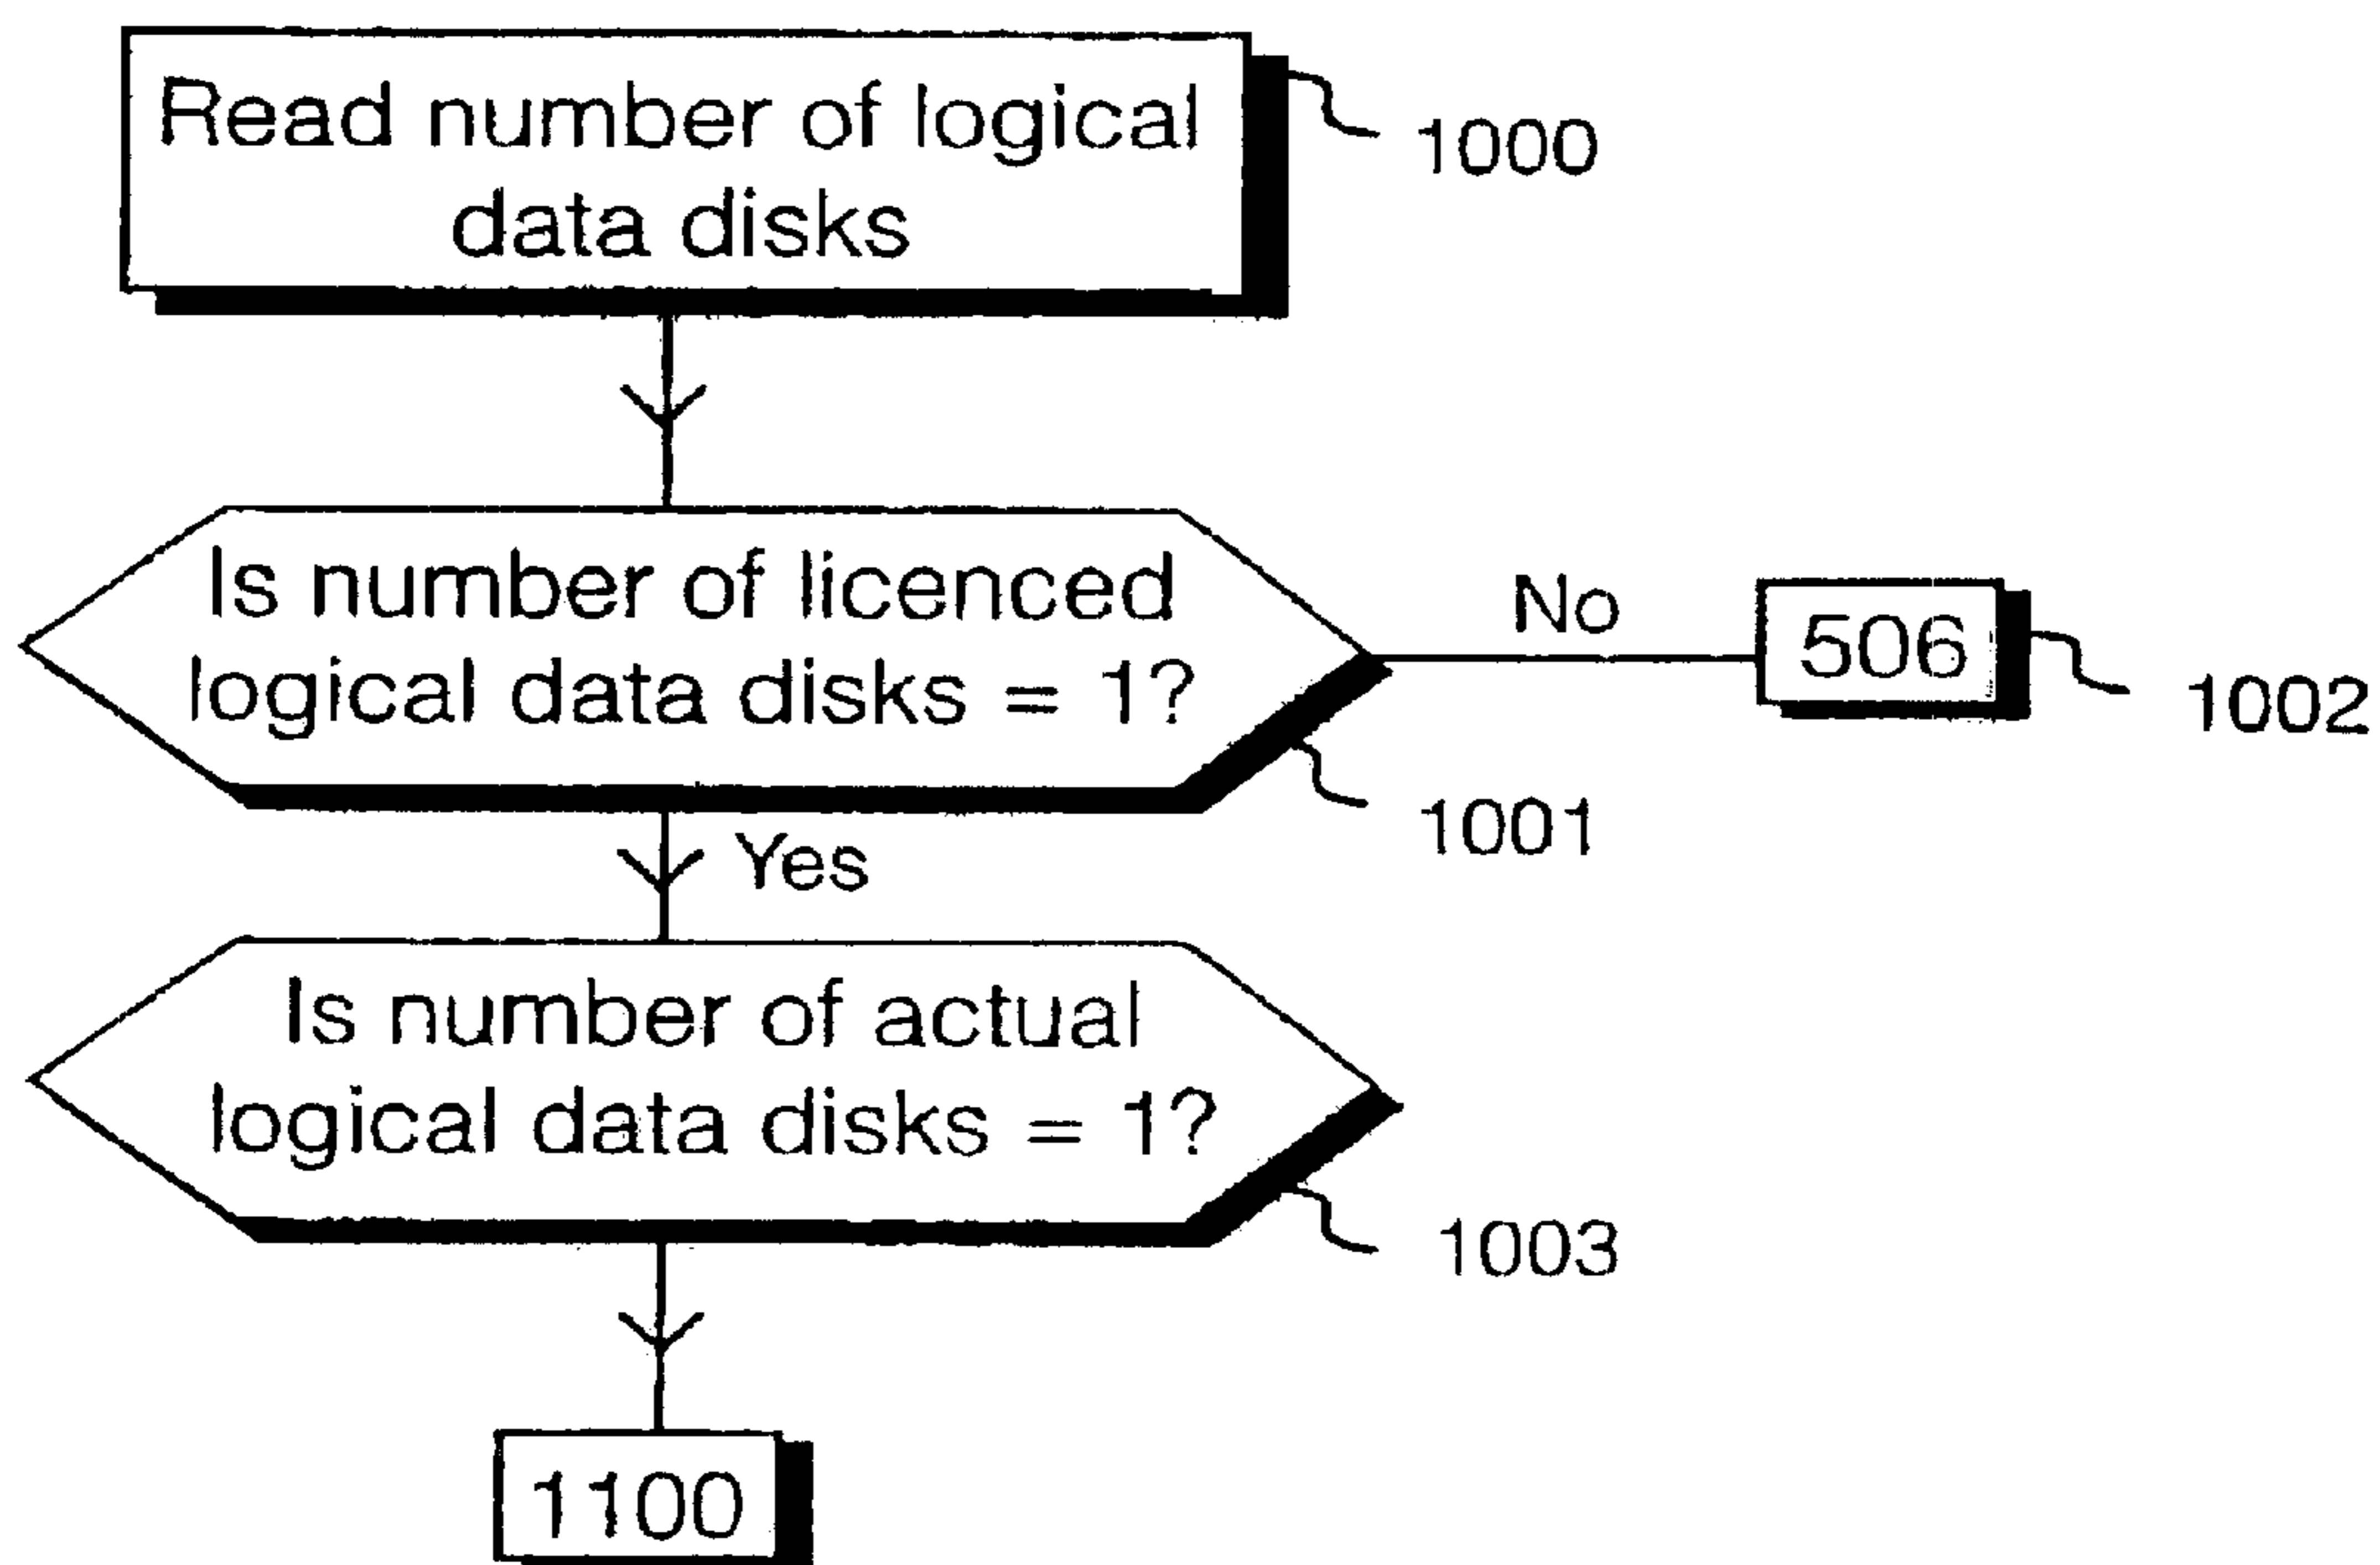 Read number of logical
data disks
1000
Is number of licenced
logical data disks = 1?
No
506
1002
1001
Yes
Is number of actual
logical data disks = 1?
1003
1100